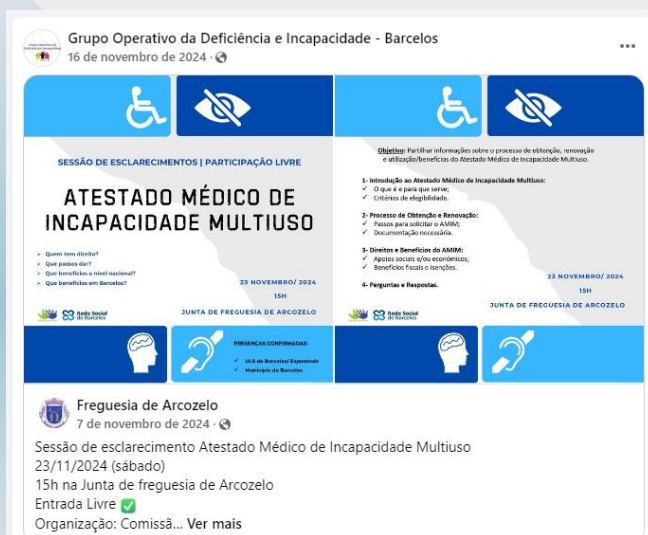 Grupo Operativo da Deficiência e Incapacidade - Barcelos
16 de novembro de 2024 ·
SESSÃO DE ESCLARECIMENTOS | PARTICIPAÇÃO LIVRE
ATESTADO MÉDICO DE
INCAPACIDADE MULTIUSO
Quem tem direito?
Que passos dar?
Que benefícios a nível nacional?
Que benefícios em Barcelos?
23 NOVEMBRO/ 2024
15H
JUNTA DE FREGUESIA DE ARCOZELO
Rede Social
de Barcelos
PRESENÇAS CONFIRMADAS:
ULS de Barcelos/ Esposende
Município de Barcelos
Objetivo: Partilhar informações sobre o processo de obtenção, renovação
e utilização/benefícios do Atestado Médico de Incapacidade Multiuso.
1- Introdução ao Atestado Médico de Incapacidade Multiuso:
O que é e para que serve;
Critérios de elegibilidade.
2- Processo de Obtenção e Renovação:
Passos para solicitar o AMIM;
Documentação necessária.
3- Direitos e Benefícios do AMIM:
Apoios sociais e/ou económicos;
Benefícios fiscais e isenções.
4- Perguntas e Respostas.
23 NOVEMBRO/ 2024
15H
JUNTA DE FREGUESIA DE ARCOZELO
Rede Social
de Barcelos
Freguesia de Arcozelo
7 de novembro de 2024 ·
Sessão de esclarecimento Atestado Médico de Incapacidade Multiuso
23/11/2024 (sábado)
15h na Junta de freguesia de Arcozelo
Entrada Livre ✅
Organização: Comissã... Ver mais